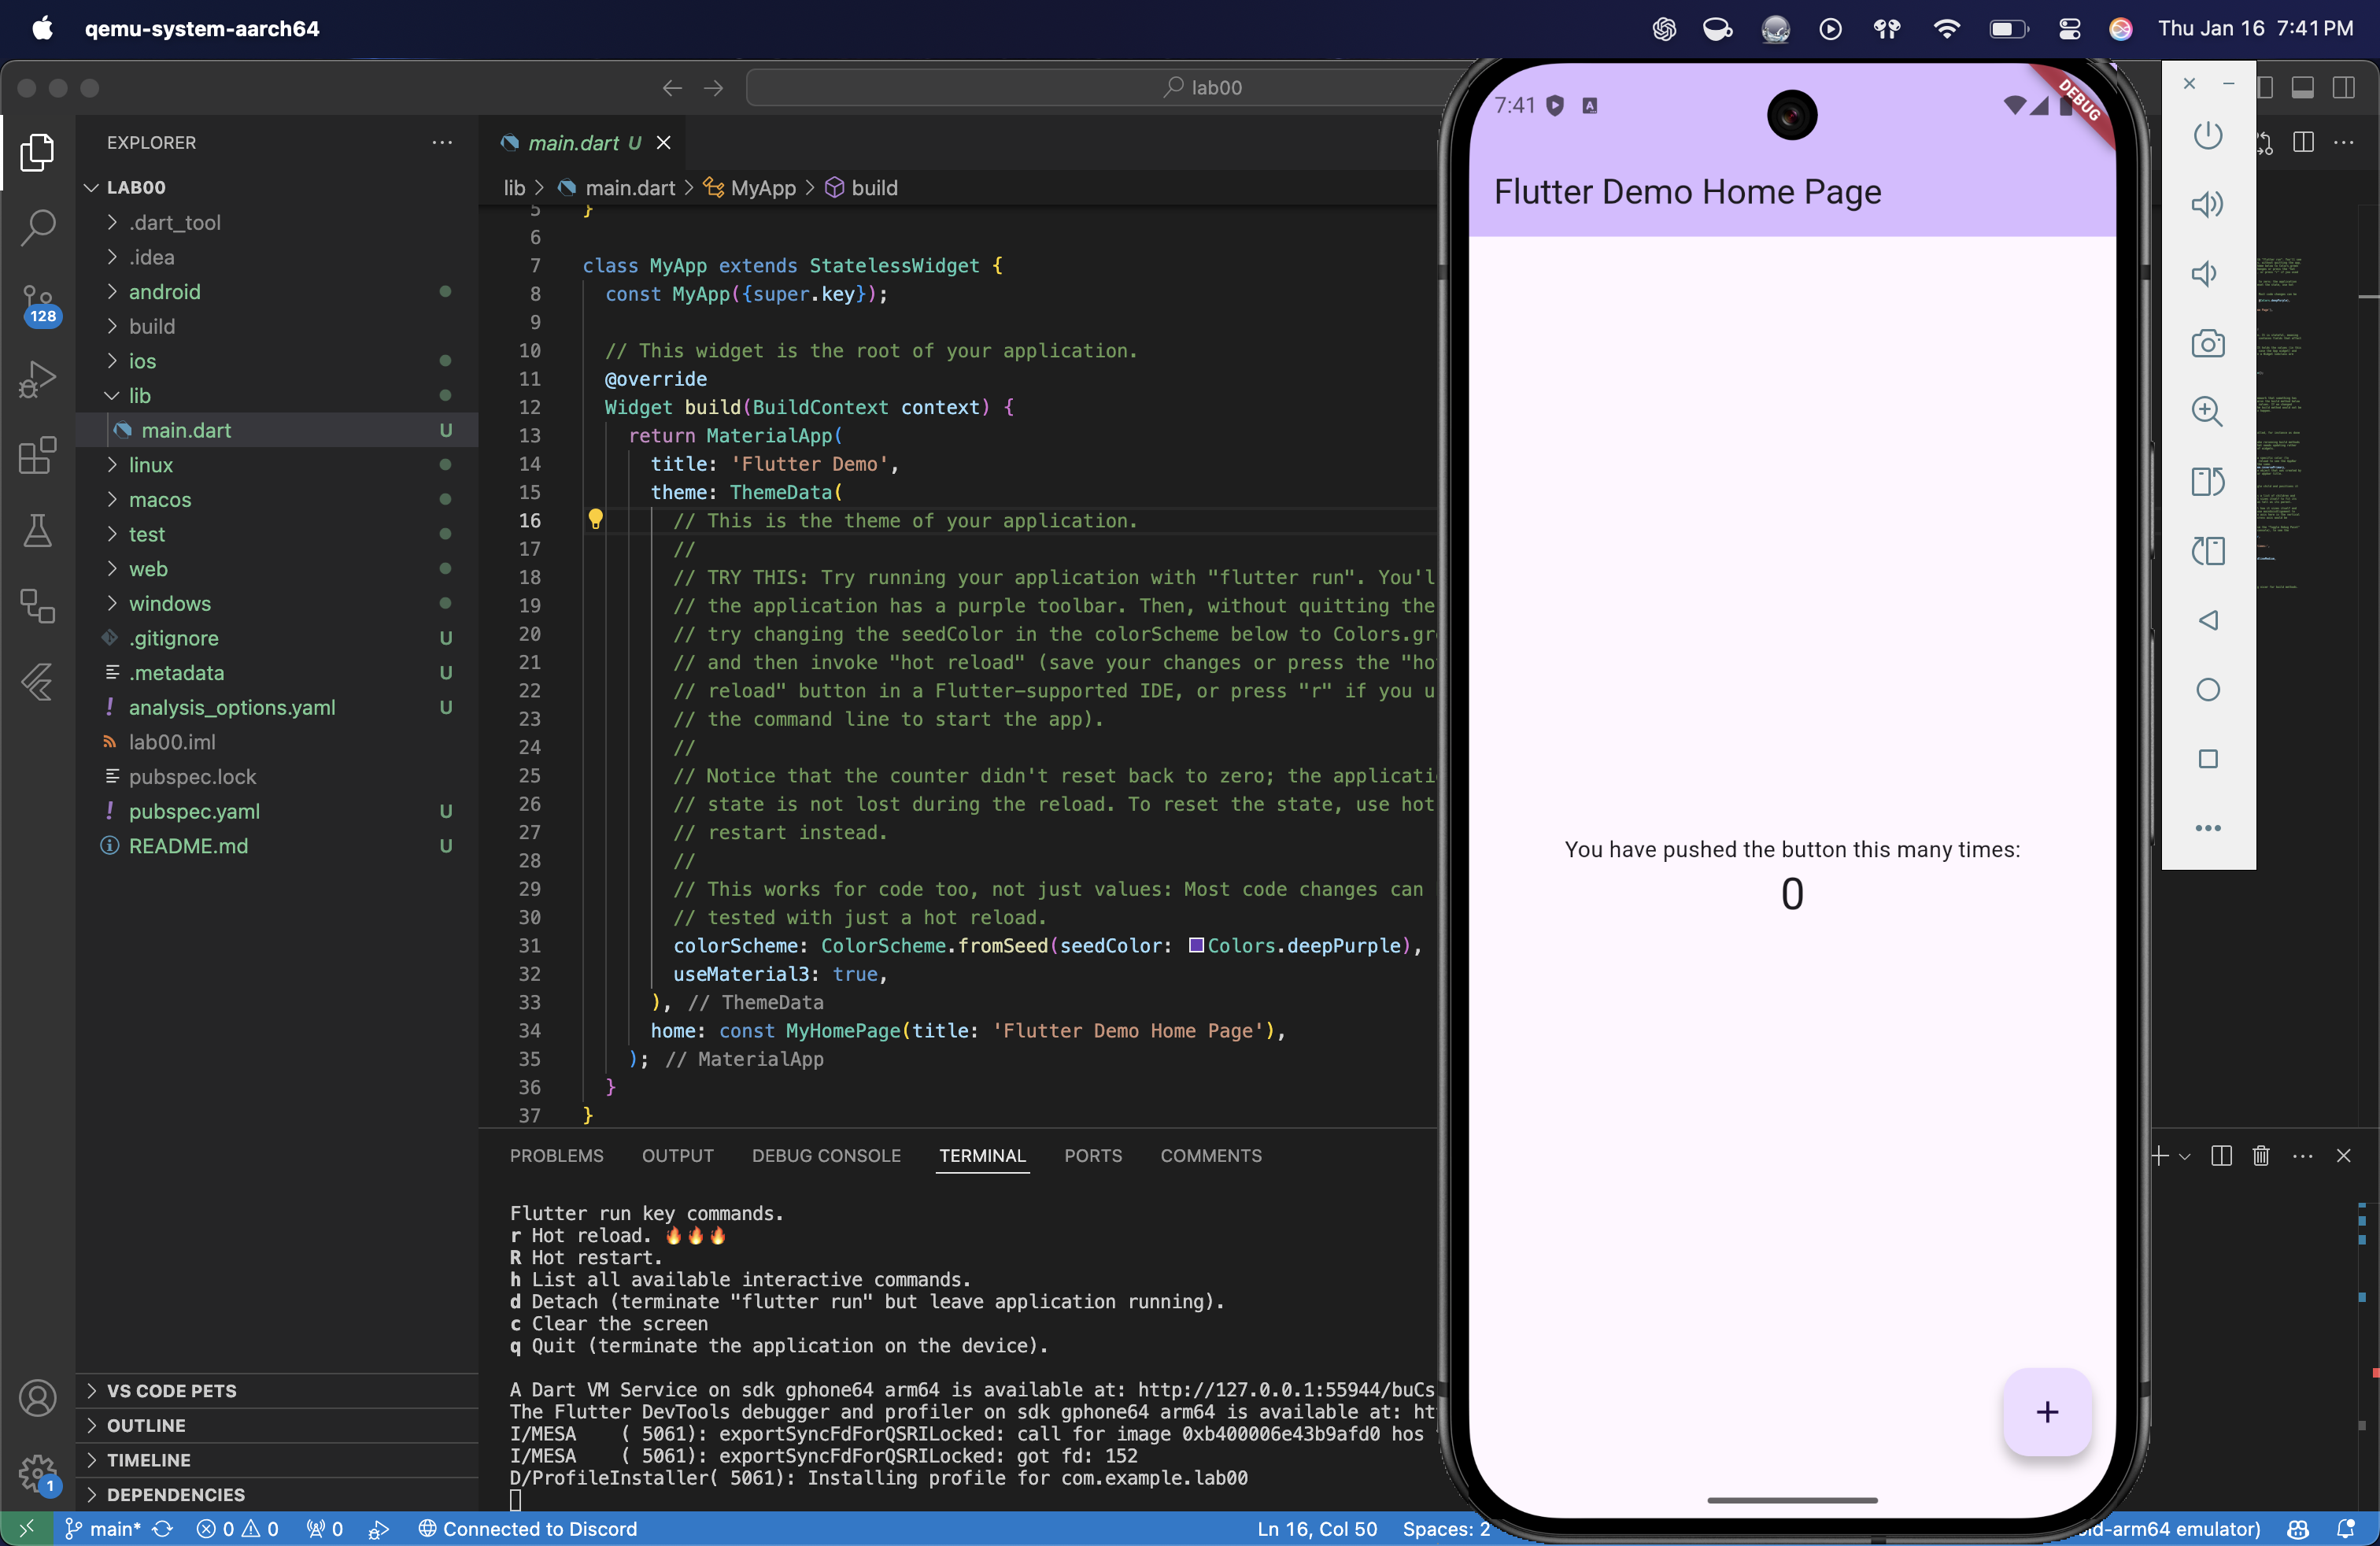 qemu-system-aarch64
Thu Jan 16 7:41 PM
lab00
EXPLORER
LAB00
.dart_tool
.idea
android
build
ios
lib
main.dart U
linux
macos
test
web
windows
.gitignore U
.metadata U
analysis_options.yaml U
lab00.iml
pubspec.lock
pubspec.yaml U
README.md U
VS CODE PETS
OUTLINE
TIMELINE
DEPENDENCIES
128
1
main.dart U
lib > main.dart > MyApp > build
5 }
6
7 class MyApp extends StatelessWidget {
8 const MyApp({super.key});
9
10 // This widget is the root of your application.
11 @override
12 Widget build(BuildContext context) {
13 return MaterialApp(
14 title: 'Flutter Demo',
15 theme: ThemeData(
16 // This is the theme of your application.
17 //
18 // TRY THIS: Try running your application with "flutter run". You'l
19 // the application has a purple toolbar. Then, without quitting the
20 // try changing the seedColor in the colorScheme below to Colors.gr
21 // and then invoke "hot reload" (save your changes or press the "ho
22 // reload" button in a Flutter-supported IDE, or press "r" if you u
23 // the command line to start the app).
24 //
25 // Notice that the counter didn't reset back to zero; the applicati
26 // state is not lost during the reload. To reset the state, use hot
27 // restart instead.
28 //
29 // This works for code too, not just values: Most code changes can
30 // tested with just a hot reload.
31 colorScheme: ColorScheme.fromSeed(seedColor: Colors.deepPurple),
32 useMaterial3: true,
33 ), // ThemeData
34 home: const MyHomePage(title: 'Flutter Demo Home Page'),
35 ); // MaterialApp
36 }
37 }
PROBLEMS OUTPUT DEBUG CONSOLE TERMINAL PORTS COMMENTS
Flutter run key commands.
r Hot reload. 🔥🔥🔥
R Hot restart.
h List all available interactive commands.
d Detach (terminate "flutter run" but leave application running).
c Clear the screen
q Quit (terminate the application on the device).
A Dart VM Service on sdk gphone64 arm64 is available at: http://127.0.0.1:55944/buCs
The Flutter DevTools debugger and profiler on sdk gphone64 arm64 is available at: ht
I/MESA ( 5061): exportSyncFdForQSRILocked: call for image 0xb400006e43b9afd0 hos
I/MESA ( 5061): exportSyncFdForQSRILocked: got fd: 152
D/ProfileInstaller( 5061): Installing profile for com.example.lab00
main* 0 0 0 Connected to Discord Ln 16, Col 50 Spaces: 2 id-arm64 emulator)
7:41
DEBUG
Flutter Demo Home Page
You have pushed the button this many times:
0
+